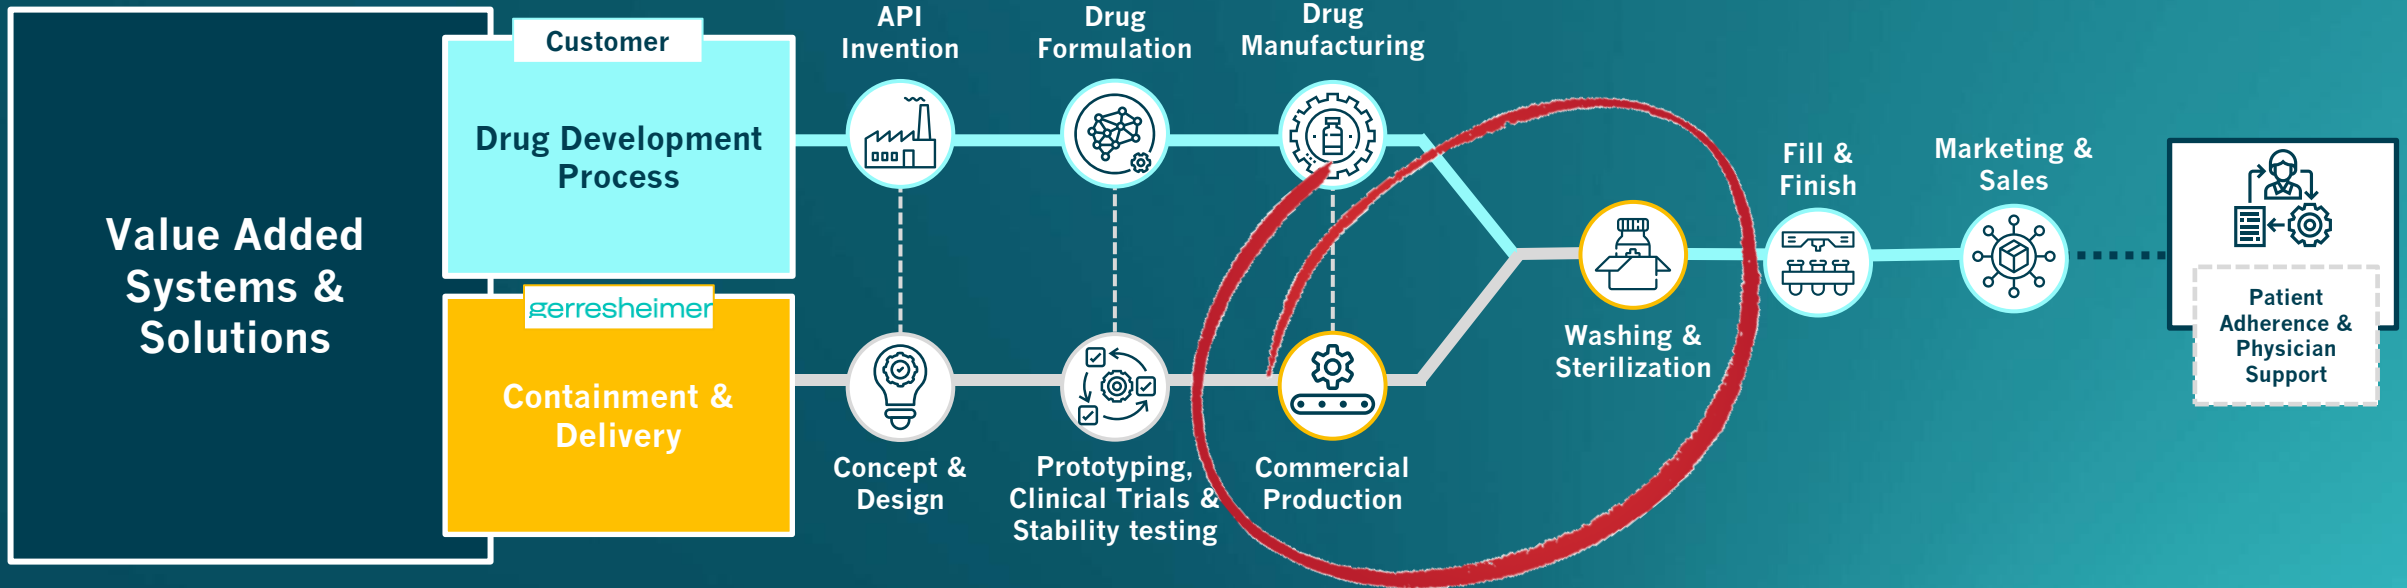 Value Added
Systems &
Solutions
Customer
Drug Development
Process
gerresheimer
Containment &
Delivery
API
Invention
Drug
Formulation
Drug
Manufacturing
Concept &
Design
Prototyping,
Clinical Trials &
Stability testing
Commercial
Production
Washing &
Sterilization
Fill &
Finish
Marketing &
Sales
Patient
Adherence &
Physician
Support